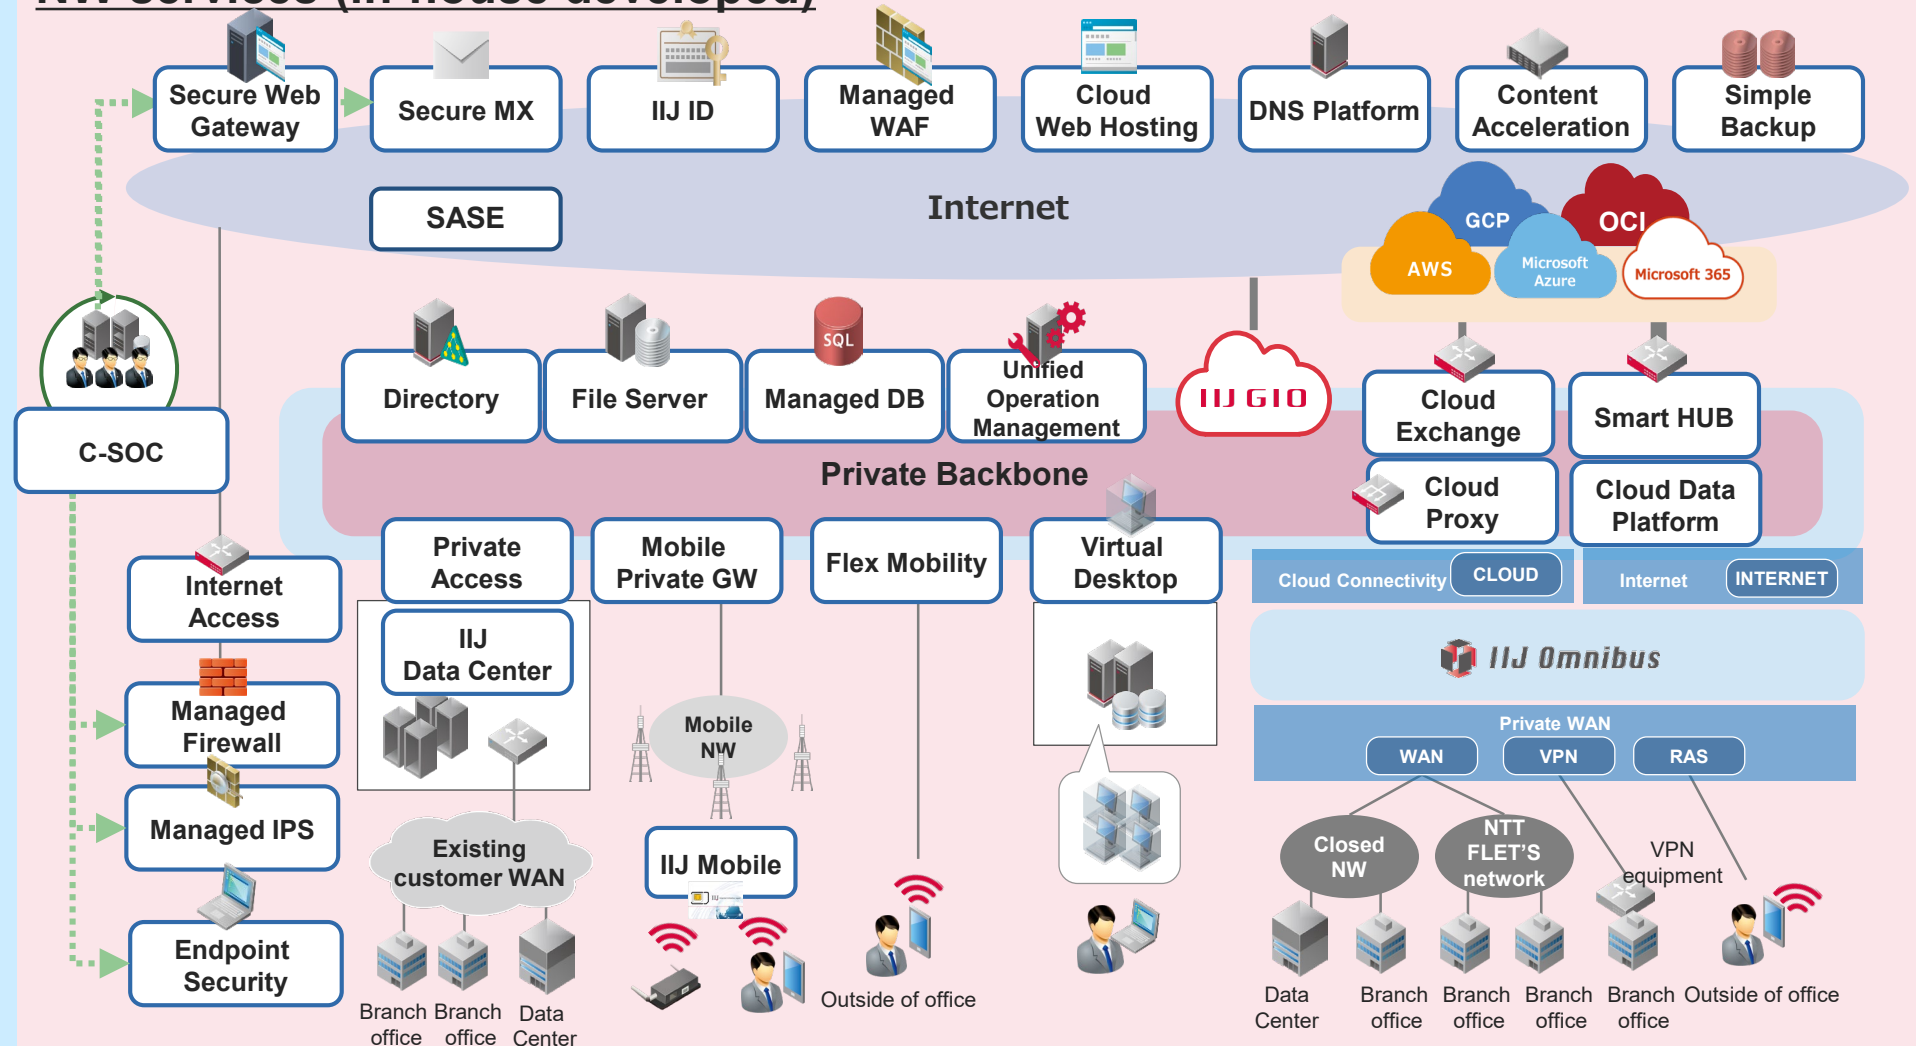 NW services (in-house developed)
Secure Web
Gateway
Secure MX
IIJ ID
Managed
WAF
Cloud
Web Hosting
DNS Platform
Content
Acceleration
Simple
Backup
SASE
Internet
GCP
OCI
AWS
Microsoft
Azure
Microsoft 365
SQL
Directory
File Server
Managed DB
Unified
Operation
Management
IIJ GIO
Cloud
Exchange
Smart HUB
C-SOC
Private Backbone
Cloud
Proxy
Cloud Data
Platform
Internet
Access
Private
Access
Mobile
Private GW
Flex Mobility
Virtual
Desktop
Cloud Connectivity
CLOUD
Internet
INTERNET
IIJ
Data Center
IIJ Omnibus
Managed
Firewall
Mobile
NW
Private WAN
WAN
VPN
RAS
Managed IPS
Existing
customer WAN
IIJ Mobile
IIJ
Closed
NW
NTT
FLET'S
network
VPN
equipment
Endpoint
Security
Branch
office
Branch
office
Data
Center
Outside of office
Data
Center
Branch
office
Branch
office
Branch
office
Branch
office
Outside of office